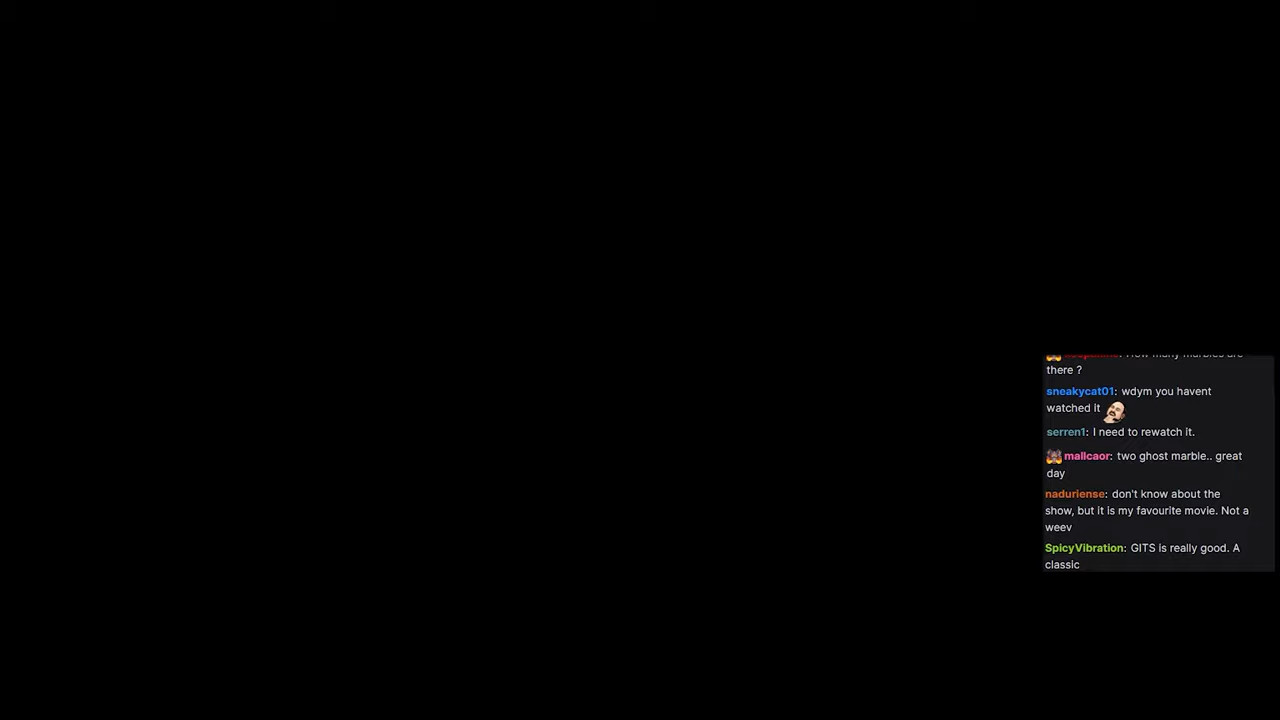 there ?
sneakycat01: wdym you havent
watched it
serren1: I need to rewatch it.
mallcaor: two ghost marble.. great
day
naduriense: don't know about the
show, but it is my favourite movie. Not a
weev
SpicyVibration: GITS is really good. A
classic